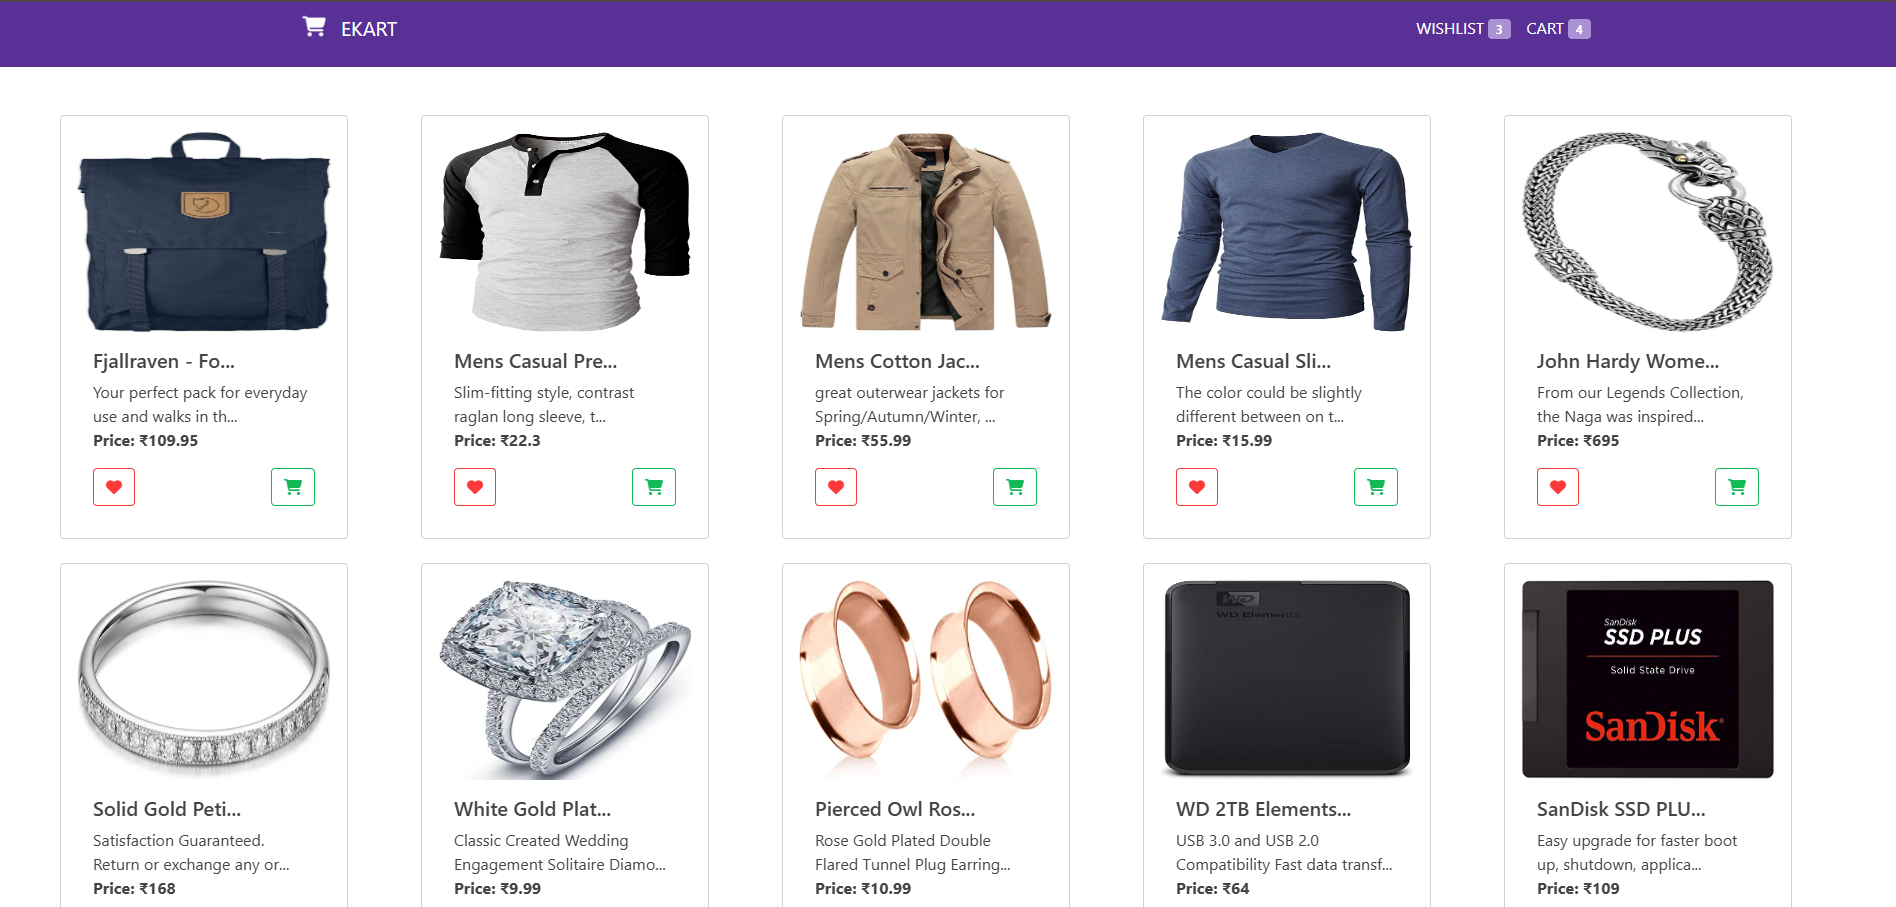 EKART
WISHLIST 3 CART 4
Fjallraven - Fo...
Your perfect pack for everyday
use and walks in th...
Price: ₹109.95
Mens Casual Pre...
Slim-fitting style, contrast
raglan long sleeve, t...
Price: ₹22.3
Mens Cotton Jac...
great outerwear jackets for
Spring/Autumn/Winter, ...
Price: ₹55.99
Mens Casual Sli...
The color could be slightly
different between on t...
Price: ₹15.99
John Hardy Wome...
From our Legends Collection,
the Naga was inspired...
Price: ₹695
Solid Gold Peti...
Satisfaction Guaranteed.
Return or exchange any or...
Price: ₹168
White Gold Plat...
Classic Created Wedding
Engagement Solitaire Diamo...
Price: ₹9.99
Pierced Owl Ros...
Rose Gold Plated Double
Flared Tunnel Plug Earring...
Price: ₹10.99
WD
WD Elements
WD 2TB Elements...
USB 3.0 and USB 2.0
Compatibility Fast data transf...
Price: ₹64
SanDisk
SSD PLUS
Solid State Drive
SanDisk
SanDisk SSD PLU...
Easy upgrade for faster boot
up, shutdown, applica...
Price: ₹109